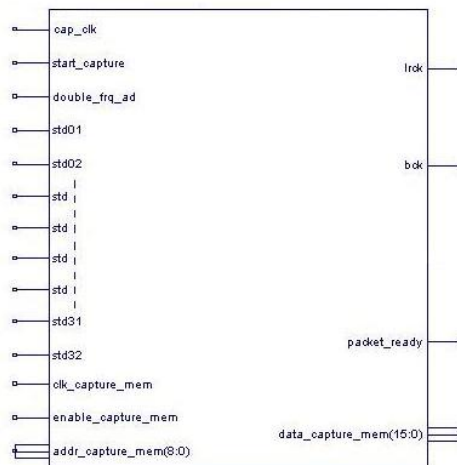 cap_clk
start_capture
double_frq_ad
std01
std02
std
std
std
std
std31
std32
clk_capture_mem
enable_capture_mem
addr_capture_mem(8:0)
lrck
bck
packet_ready
data_capture_mem(15:0)